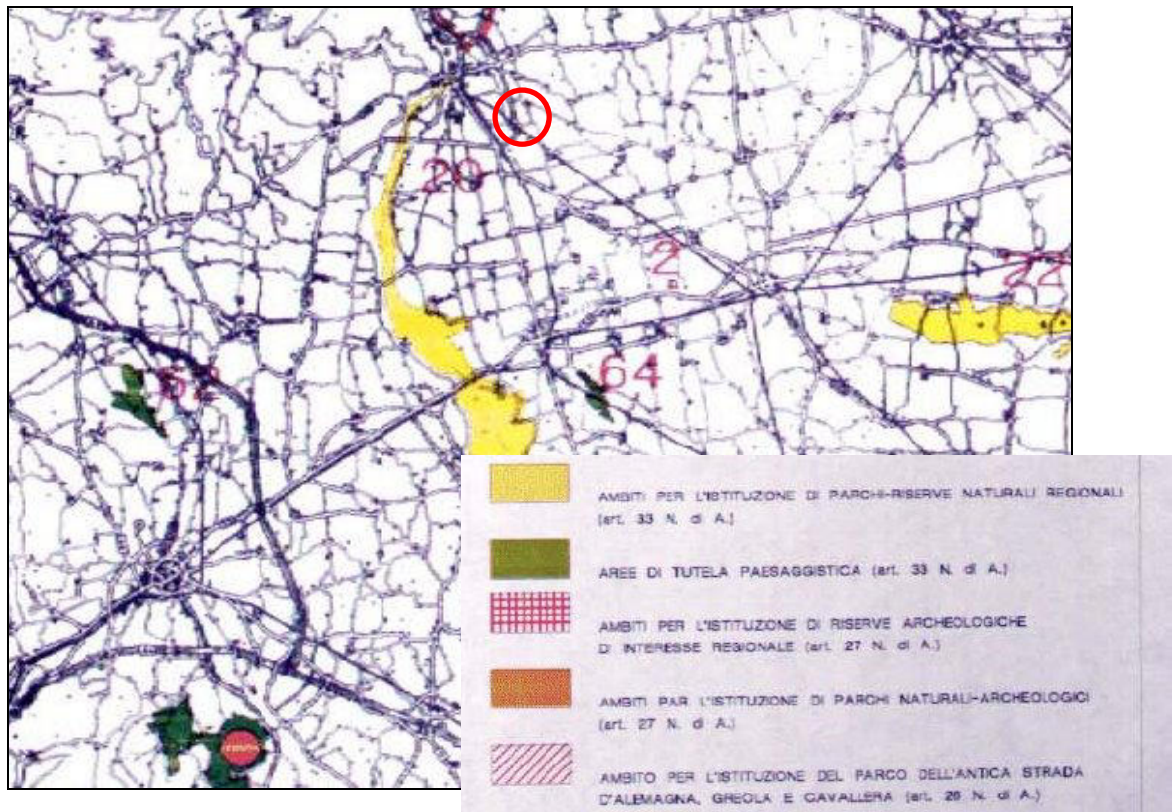 20
2
22
62
64
AMBITI PER L'ISTITUZIONE DI PARCHI-RISERVE NATURALI REGIONALI
(art. 33 N. di A.)
AREE DI TUTELA PAESAGGISTICA (art. 33 N. di A.)
AMBITI PER L'ISTITUZIONE DI RISERVE ARCHEOLOGICHE
DI INTERESSE REGIONALE (art. 27 N. di A.)
AMBITI PAR L'ISTITUZIONE DI PARCHI NATURALI-ARCHEOLOGICI
(art. 27 N. di A.)
AMBITO PER L'ISTITUZIONE DEL PARCO DELL'ANTICA STRADA
D'ALEMAGNA, GREOLA E CAVALLERA (art. 26 N. di A.)